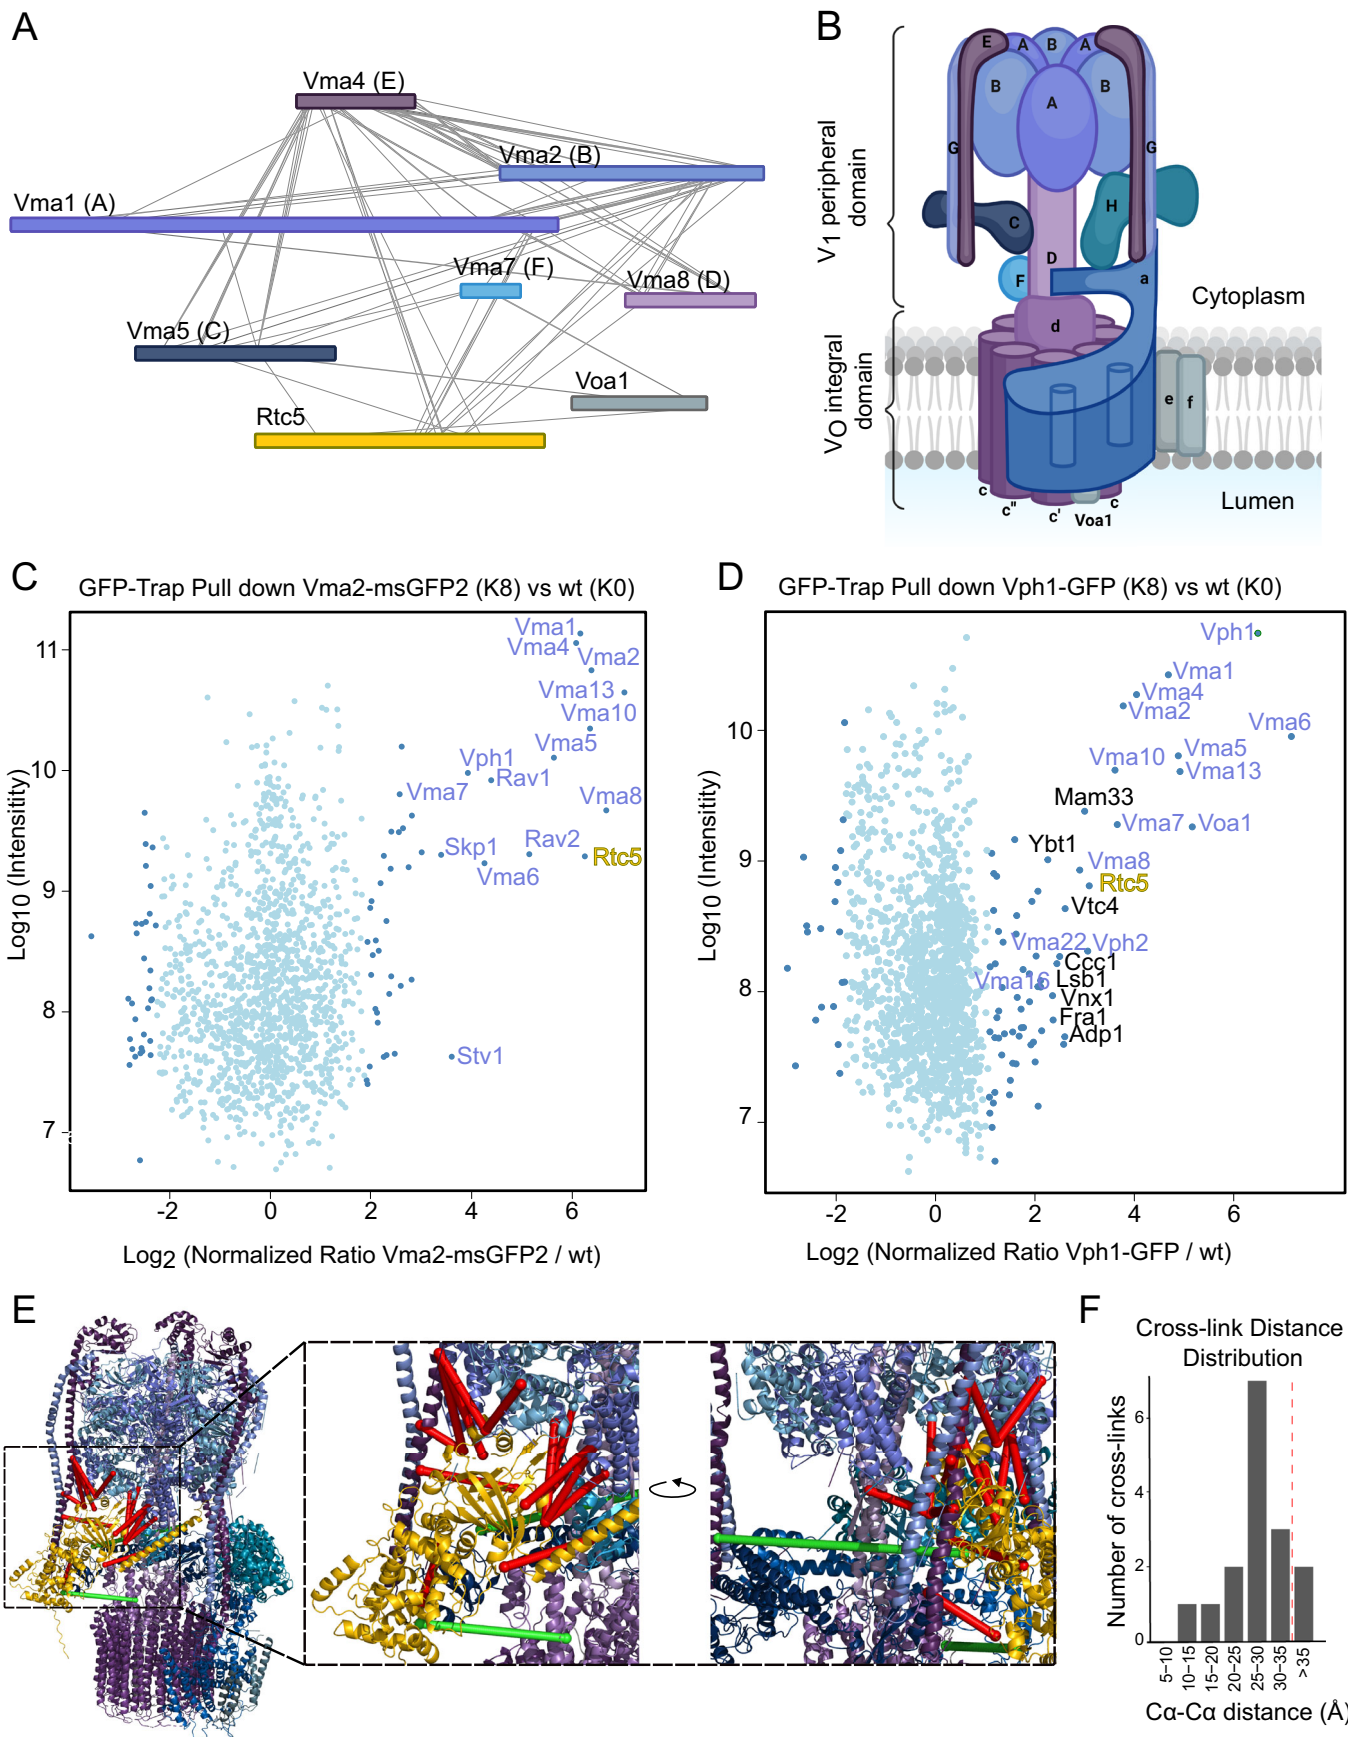 A
Vma4 (E)
Vma2 (B)
Vma1 (A)
Vma7 (F)
Vma8 (D)
Vma5 (C)
Voa1
Rtc5
B
V1 peripheral
domain
VO integral
domain
E
A
B
A
B
B
A
G
G
C
H
D
F
a
d
e
f
c
c"
c'
c
Voa1
Cytoplasm
Lumen
C
GFP-Trap Pull down Vma2-msGFP2 (K8) vs wt (K0)
Log10 (Intensitity)
11
10
9
8
7
Vma1
Vma4
Vma2
Vma13
Vma10
Vma5
Vph1
Rav1
Vma7
Vma8
Skp1
Rav2
Rtc5
Vma6
Stv1
-2
0
2
4
6
Log2 (Normalized Ratio Vma2-msGFP2 / wt)
D
GFP-Trap Pull down Vph1-GFP (K8) vs wt (K0)
Log10 (Intensitity)
10
9
8
7
Vph1
Vma1
Vma4
Vma2
Vma6
Vma5
Vma10
Vma13
Mam33
Vma7
Voa1
Ybt1
Vma8
Rtc5
Vtc4
Vma22
Vph2
Ccc1
Vma16
Lsb1
Vnx1
Fra1
Adp1
-2
0
2
4
6
Log2 (Normalized Ratio Vph1-GFP / wt)
E
F
Cross-link Distance
Distribution
Number of cross-links
6
4
2
0
5-10
10-15
15-20
20-25
25-30
30-35
>35
Cα-Cα distance (Å)